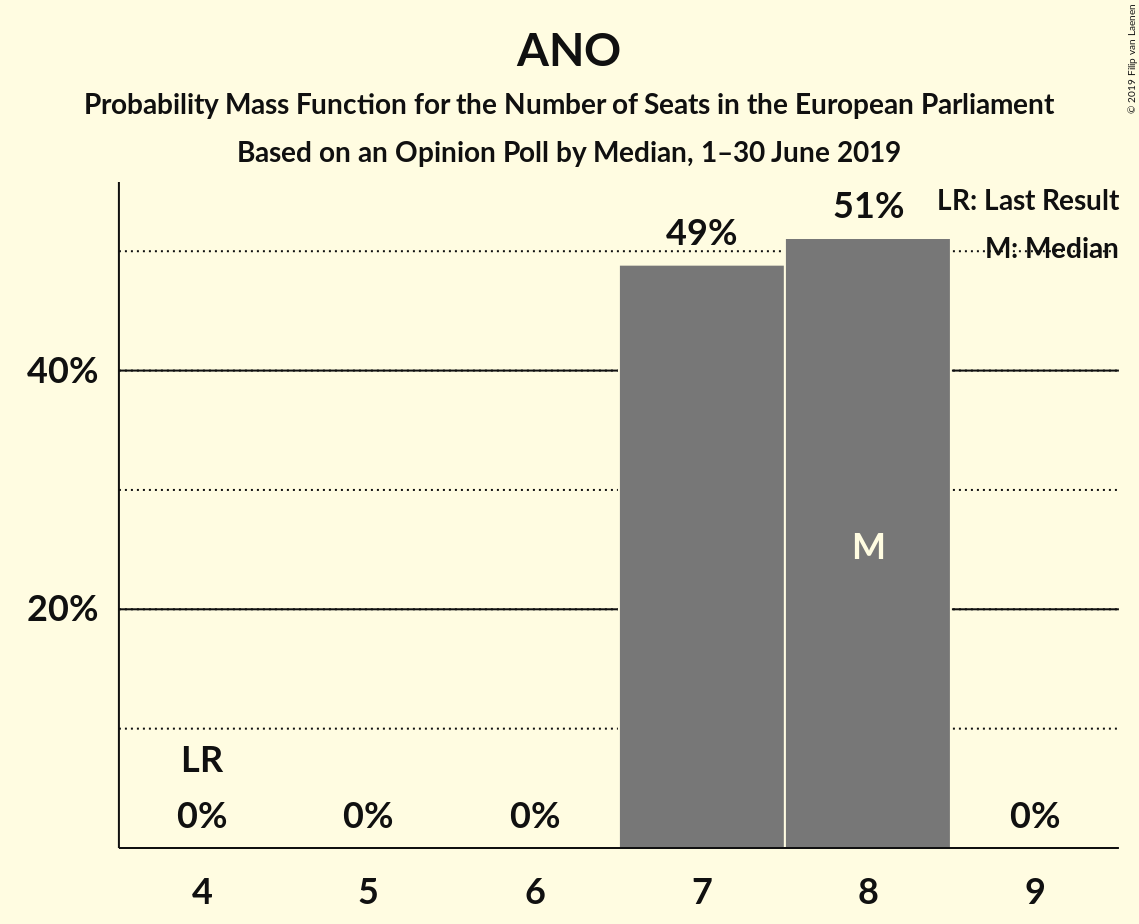 ANO
Probability Mass Function for the Number of Seats in the European Parliament
Based on an Opinion Poll by Median, 1–30 June 2019
© 2019 Filip van Laenen
LR: Last Result
M: Median
51%
49%
40%
M
20%
LR
0% 0% 0% 0%
4 5 6 7 8 9